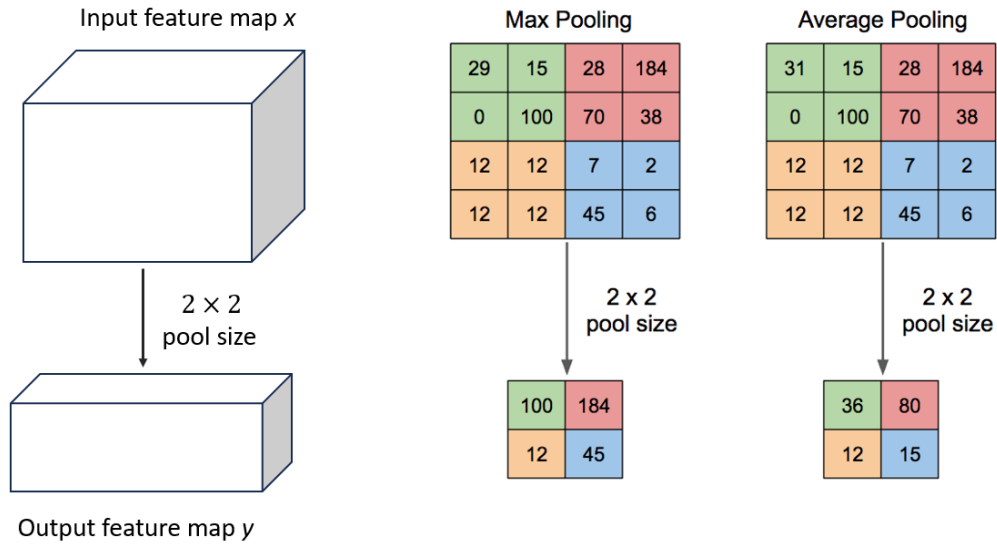 Input feature map x
2 × 2
pool size
Output feature map y
Max Pooling
29 15 28 184
0 100 70 38
12 12 7 2
12 12 45 6
2 x 2
pool size
100 184
12 45
Average Pooling
31 15 28 184
0 100 70 38
12 12 7 2
12 12 45 6
2 x 2
pool size
36 80
12 15